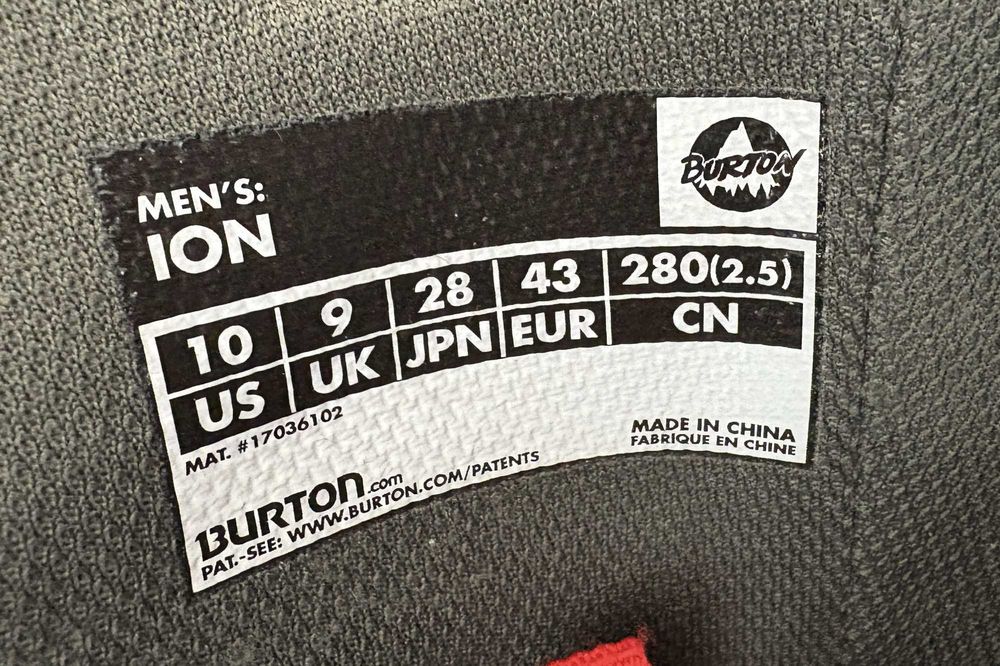 MEN'S:
ION
BURTON
10 9 28 43 280(2.5)
US UK JPN EUR CN
MAT. #17036102
MADE IN CHINA
FABRIQUE EN CHINE
BURTON.com
PAT.-SEE: WWW.BURTON.COM/PATENTS